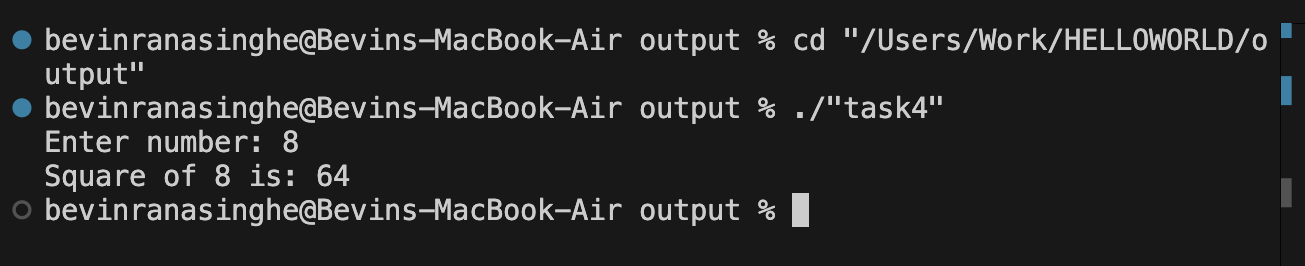 bevinranasinghe@Bevins-MacBook-Air output % cd "/Users/Work/HELLOWORLD/o
utput"
bevinranasinghe@Bevins-MacBook-Air output % ./"task4"
Enter number: 8
Square of 8 is: 64
bevinranasinghe@Bevins-MacBook-Air output %